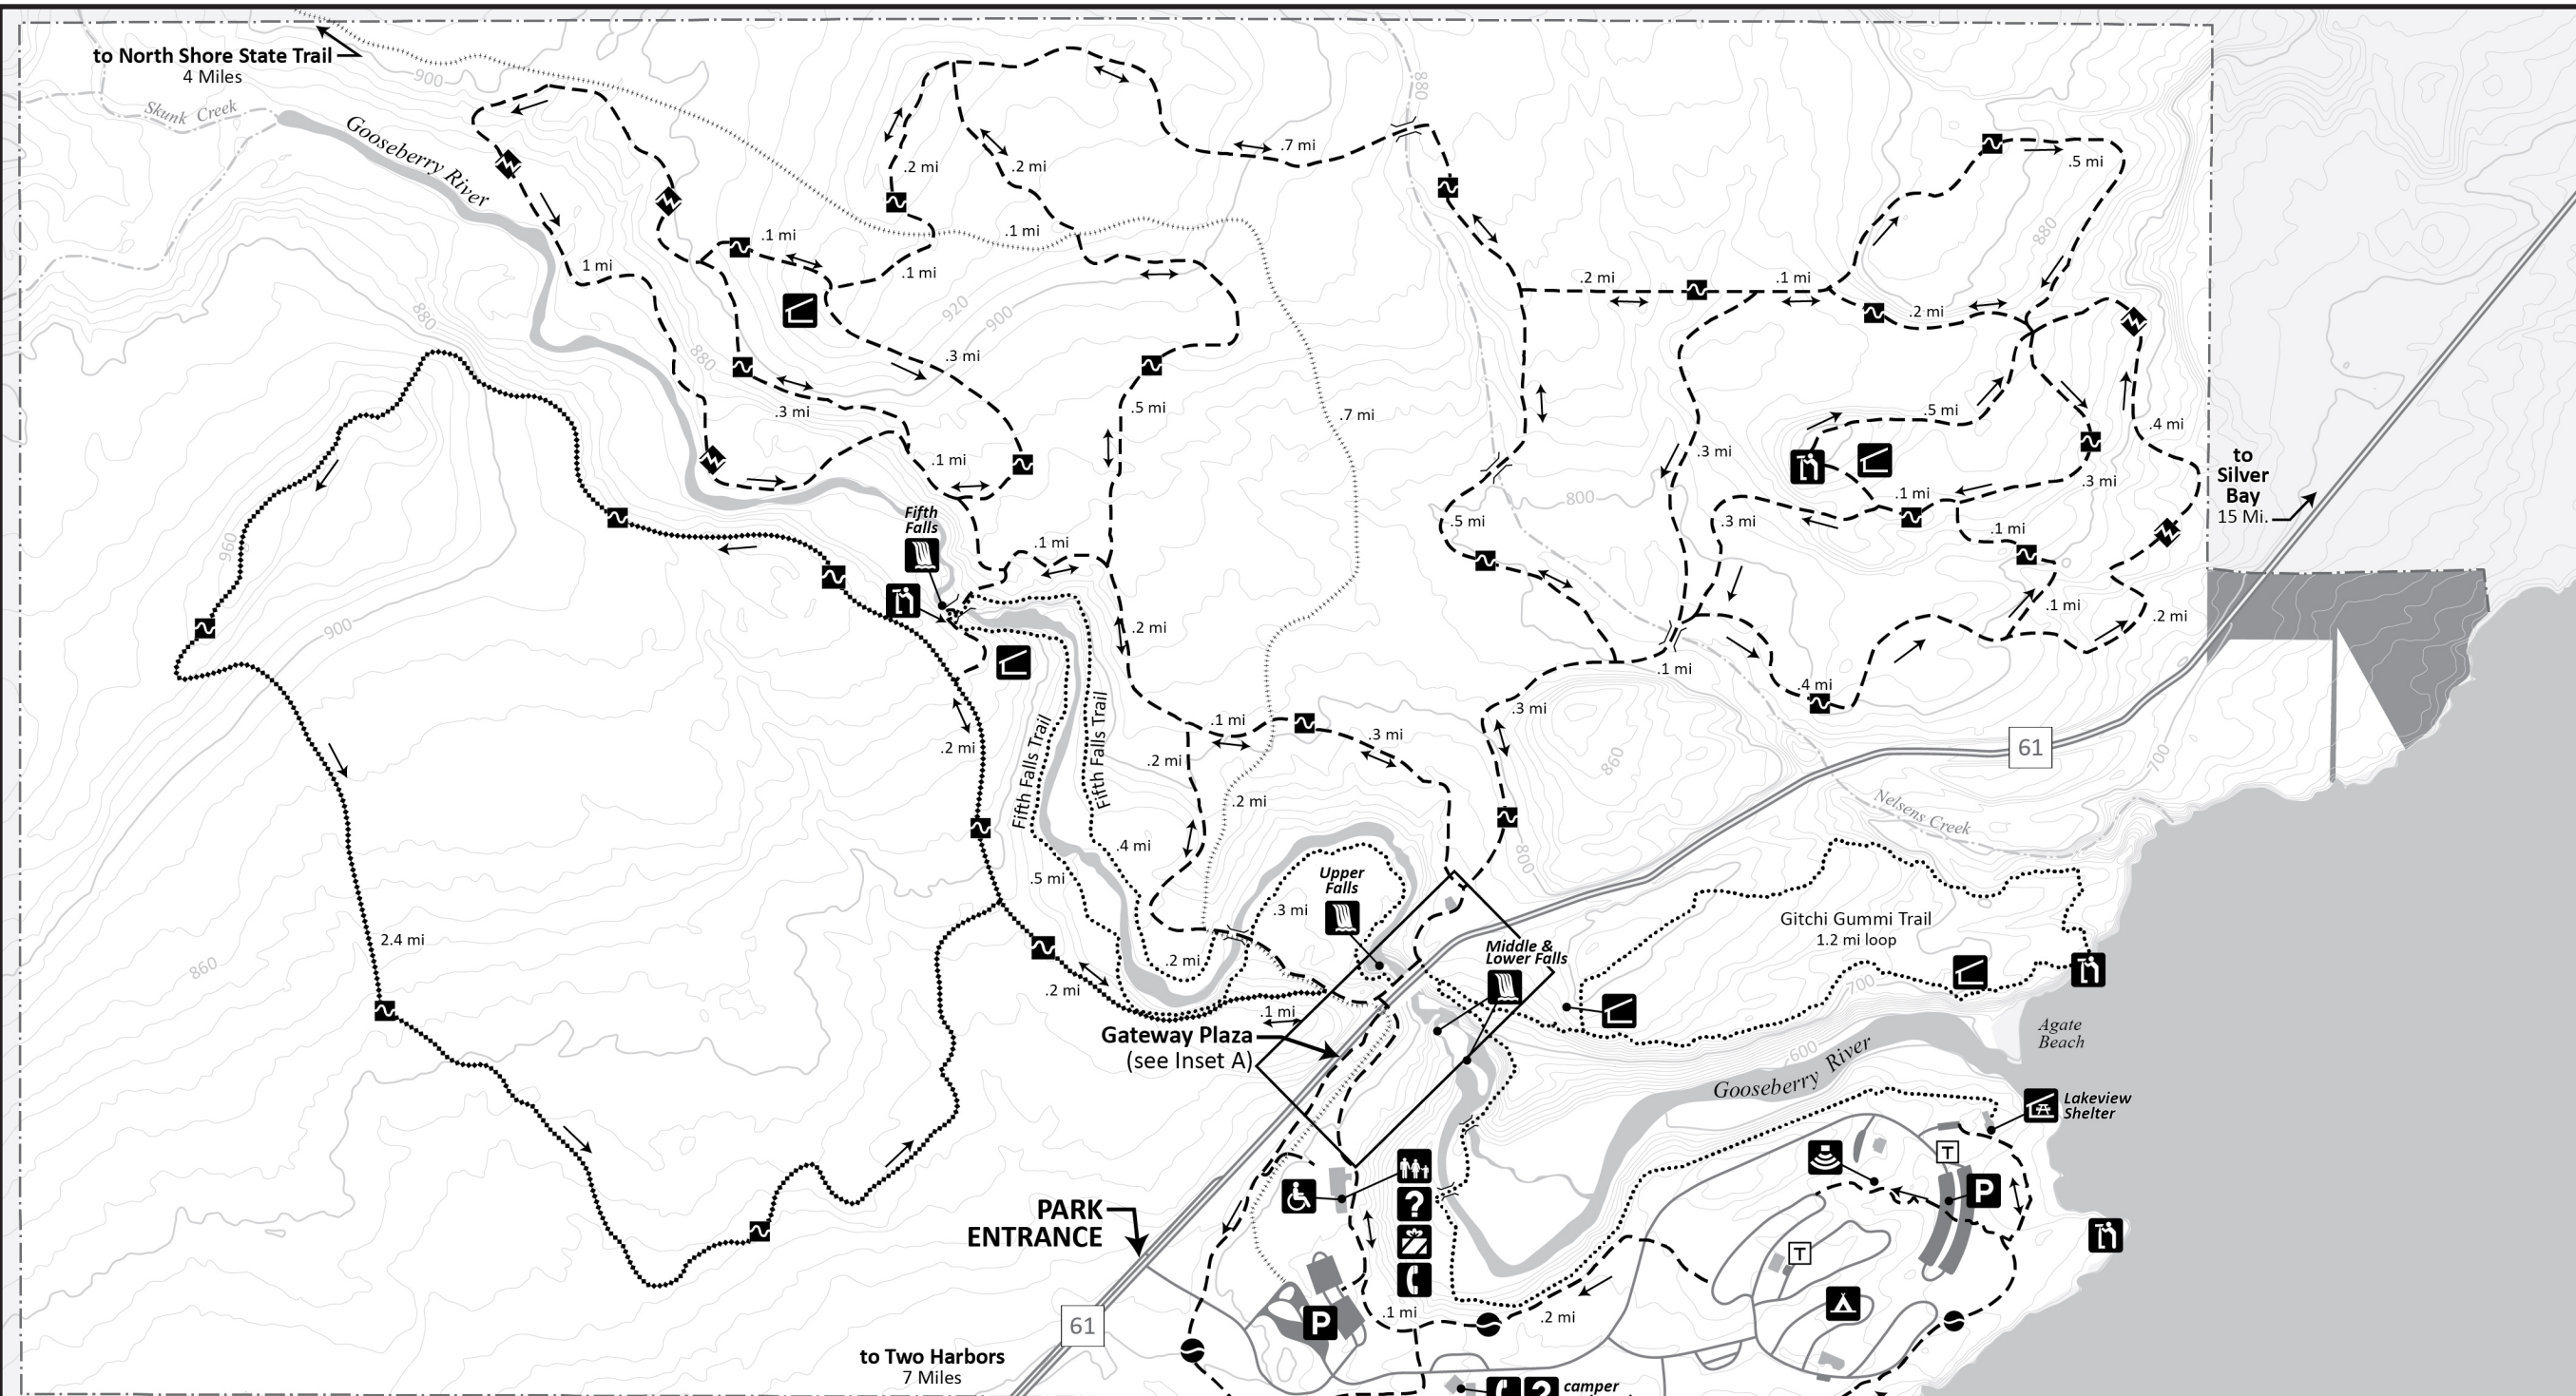 to North Shore State Trail
4 Miles
900
Skunk Creek
Gooseberry River
880
.7 mi
.2 mi
.2 mi
.5 mi
.1 mi
.1 mi
.1 mi
1 mi
.1 mi
880
.2 mi
.1 mi
.2 mi
920
900
880
880
.3 mi
.3 mi
.5 mi
.7 mi
.5 mi
.4 mi
.3 mi
.1 mi
to
Silver
Bay
15 Mi.
.3 mi
.1 mi
800
.5 mi
.3 mi
.1 mi
Fifth
Falls
960
.1 mi
.1 mi
.2 mi
900
.2 mi
.1 mi
.4 mi
.3 mi
.1 mi
.3 mi
.2 mi
Fifth Falls Trail
Fifth Falls Trail
.2 mi
860
61
700
.2 mi
Nelsens Creek
.4 mi
800
.5 mi
Upper
Falls
.3 mi
Gitchi Gummi Trail
1.2 mi loop
2.4 mi
Middle &
Lower Falls
860
.2 mi
.2 mi
700
.1 mi
Gateway Plaza
(see Inset A)
Agate
Beach
600
Gooseberry River
Lakeview
Shelter
T
P
?
PARK
ENTRANCE
T
P
.1 mi
.2 mi
61
to Two Harbors
7 Miles
?
camper